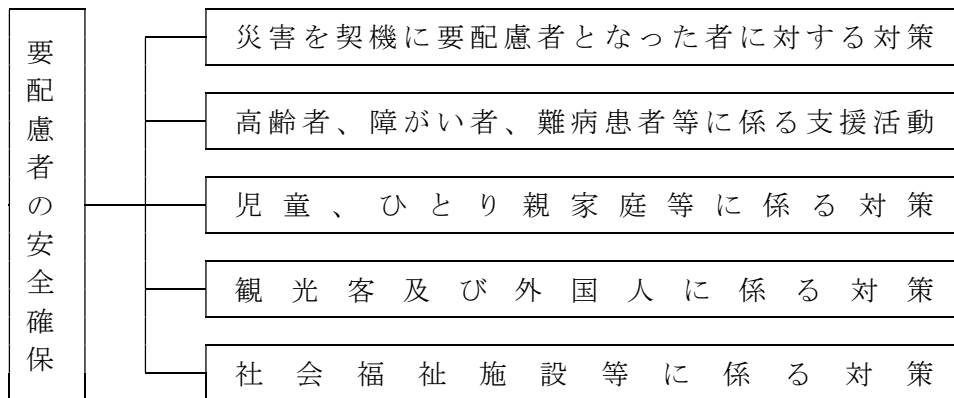 要配慮者の安全確保
災害を契機に要配慮者となった者に対する対策
高齢者、障がい者、難病患者等に係る支援活動
児童、ひとり親家庭等に係る対策
観光客及び外国人に係る対策
社会福祉施設等に係る対策